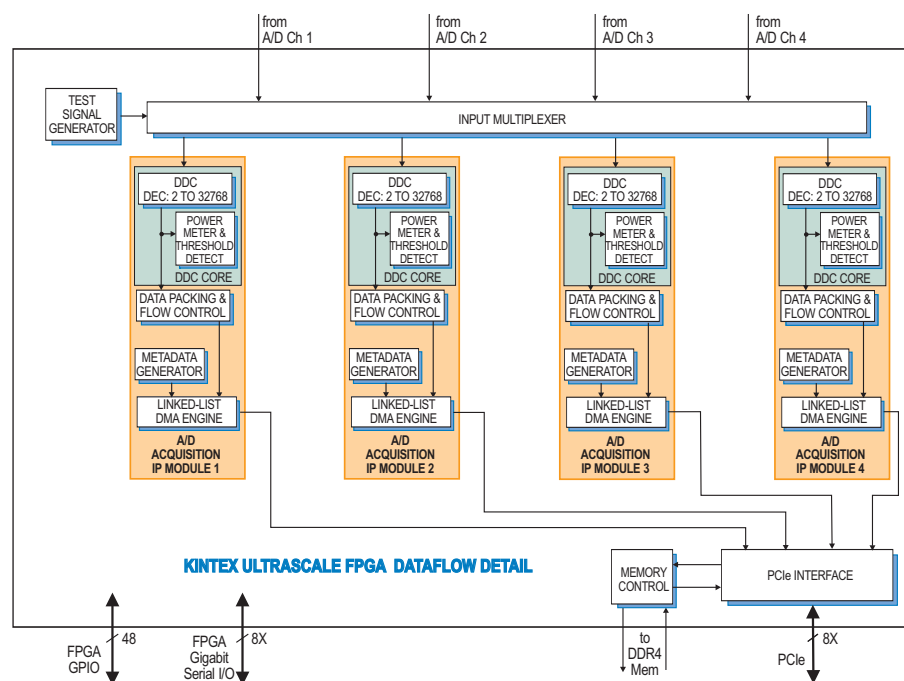 from
A/D Ch 1
from
A/D Ch 2
from
A/D Ch 3
from
A/D Ch 4
TEST
SIGNAL
GENERATOR
INPUT MULTIPLEXER
DDC
DEC: 2 TO 32768
POWER
METER &
THRESHOLD
DETECT
DDC CORE
DATA PACKING &
FLOW CONTROL
METADATA
GENERATOR
LINKED-LIST
DMA ENGINE
A/D
ACQUISITION
IP MODULE 1
DDC
DEC: 2 TO 32768
POWER
METER &
THRESHOLD
DETECT
DDC CORE
DATA PACKING &
FLOW CONTROL
METADATA
GENERATOR
LINKED-LIST
DMA ENGINE
A/D
ACQUISITION
IP MODULE 2
DDC
DEC: 2 TO 32768
POWER
METER &
THRESHOLD
DETECT
DDC CORE
DATA PACKING &
FLOW CONTROL
METADATA
GENERATOR
LINKED-LIST
DMA ENGINE
A/D
ACQUISITION
IP MODULE 3
DDC
DEC: 2 TO 32768
POWER
METER &
THRESHOLD
DETECT
DDC CORE
DATA PACKING &
FLOW CONTROL
METADATA
GENERATOR
LINKED-LIST
DMA ENGINE
A/D
ACQUISITION
IP MODULE 4
KINTEX ULTRASCALE FPGA DATAFLOW DETAIL
MEMORY
CONTROL
PCIe INTERFACE
48
FPGA
GPIO
8X
FPGA
Gigabit
Serial I/O
to
DDR4
Mem
8X
PCIe